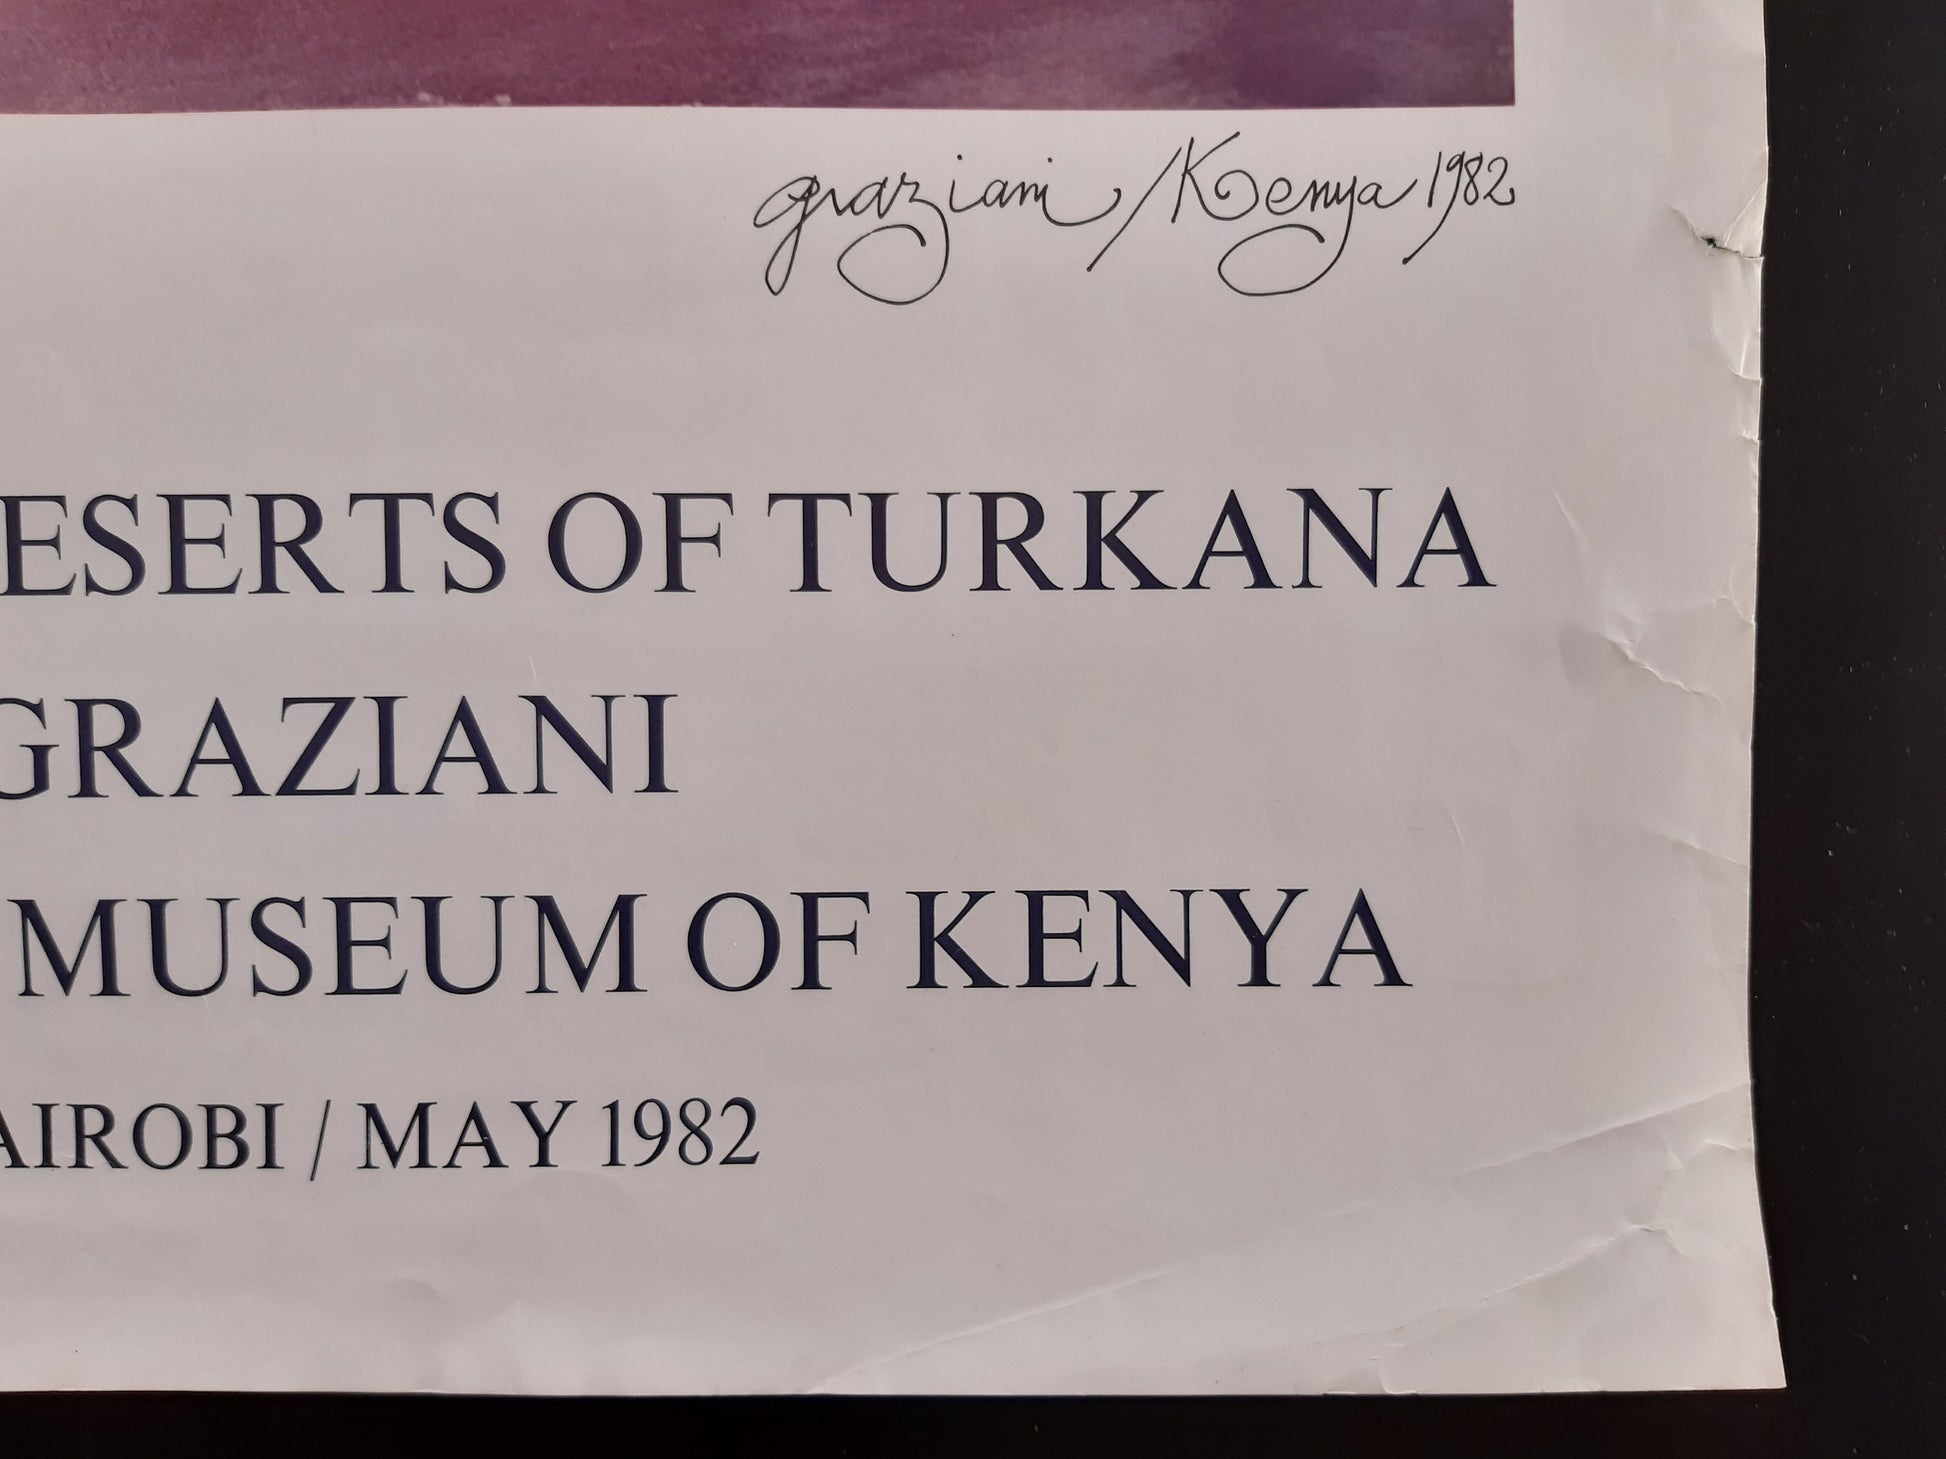 graziani / Kenya 1982
ESERTS OF TURKANA
GRAZIANI
MUSEUM OF KENYA
AIROBI / MAY 1982